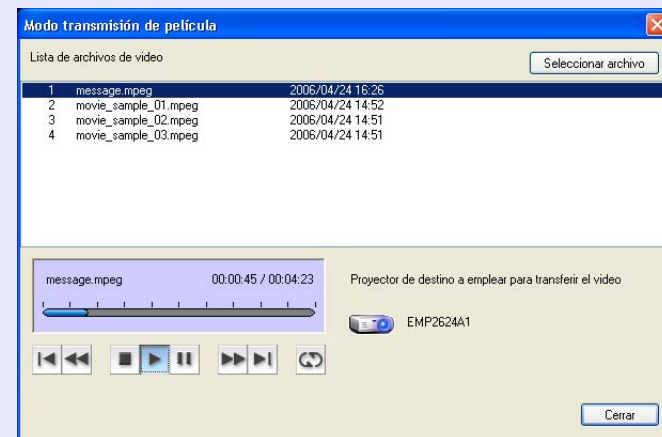 Modo transmisión de película
Lista de archivos de video
Seleccionar archivo
1 message.mpeg 2006/04/24 16:26
2 movie_sample_01.mpeg 2006/04/24 14:52
3 movie_sample_02.mpeg 2006/04/24 14:51
4 movie_sample_03.mpeg 2006/04/24 14:51
message.mpeg 00:00:45 / 00:04:23
Proyector de destino a emplear para transferir el video
EMP2624A1
Cerrar